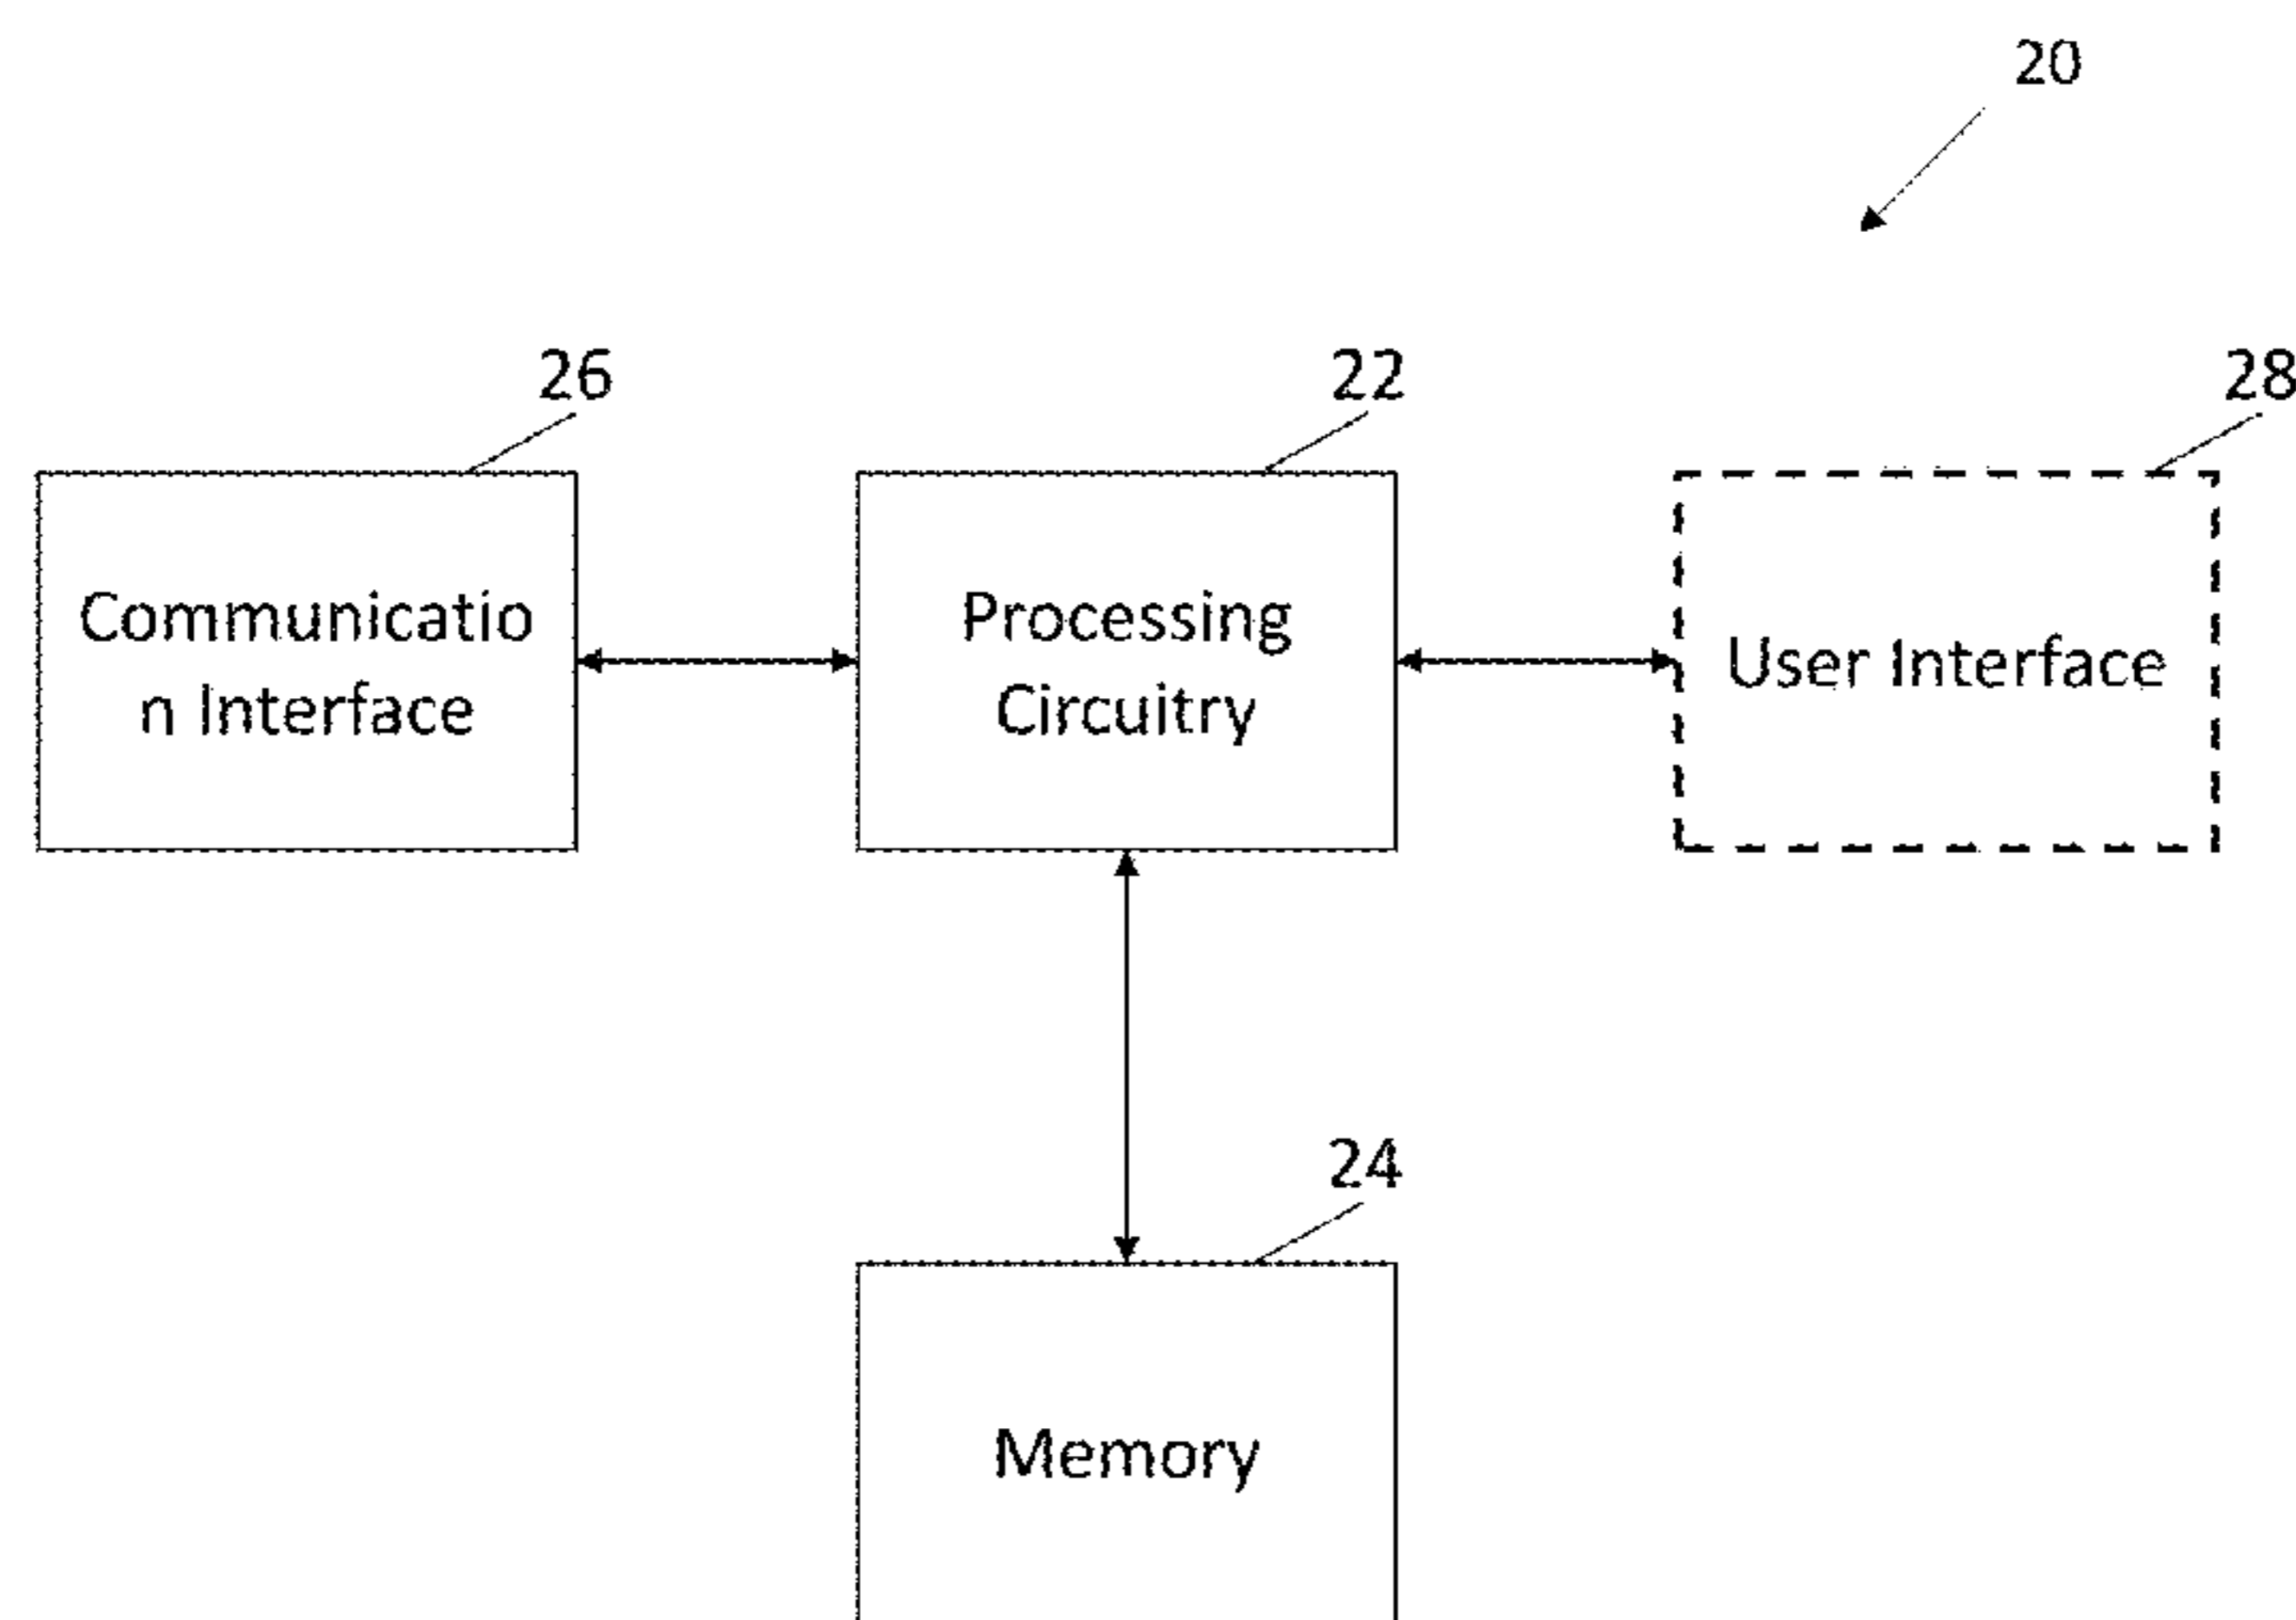 20
26
22
28
Communicatio
n Interface
Processing
Circuitry
User Interface
24
Memory